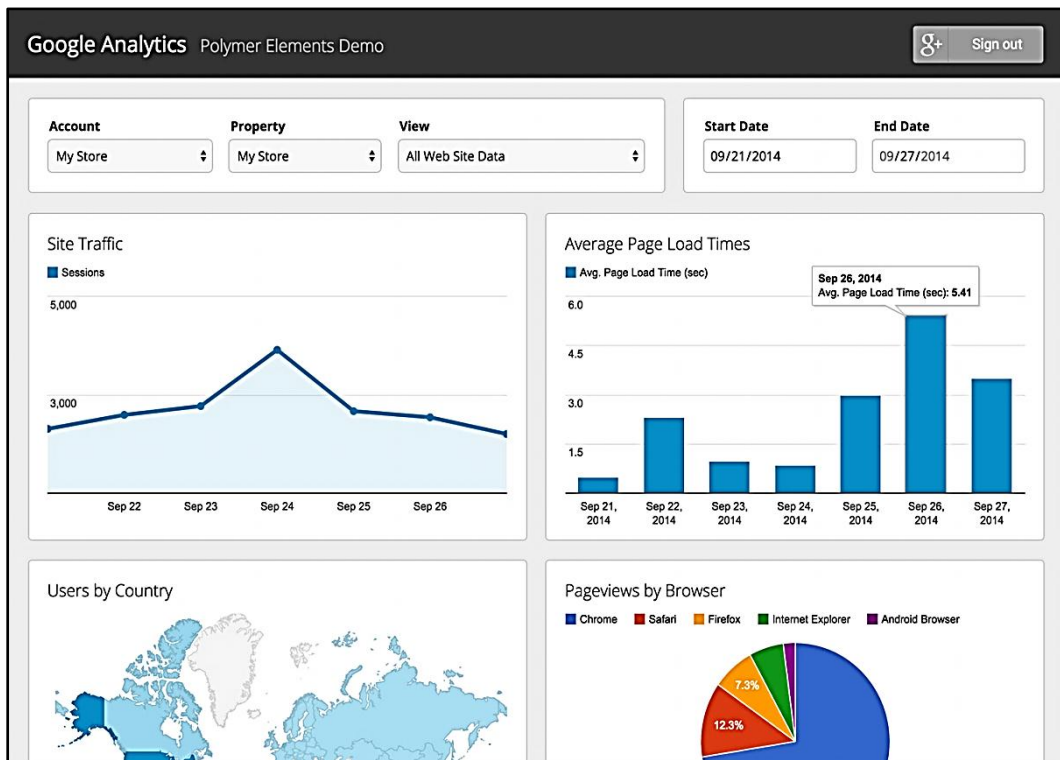 Google Analytics Polymer Elements Demo
g+ Sign out
Account Property View
My Store My Store All Web Site Data
Start Date End Date
09/21/2014 09/27/2014
Site Traffic
Sessions
5,000
3,000
Sep 22 Sep 23 Sep 24 Sep 25 Sep 26
Average Page Load Times
Avg. Page Load Time (sec)
Sep 26, 2014
Avg. Page Load Time (sec): 5.41
6.0
4.5
3.0
1.5
Sep 21, Sep 22, Sep 23, Sep 24, Sep 25, Sep 26, Sep 27,
2014 2014 2014 2014 2014 2014 2014
Users by Country
Pageviews by Browser
Chrome Safari Firefox Internet Explorer Android Browser
7.3%
12.3%